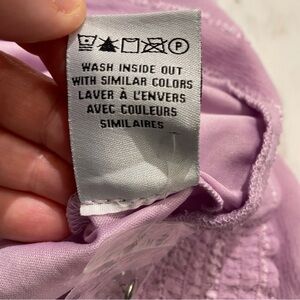 P
WASH INSIDE OUT
WITH SIMILAR COLORS
LAVER À L'ENVERS
AVEC COULEURS
SIMILAIRES